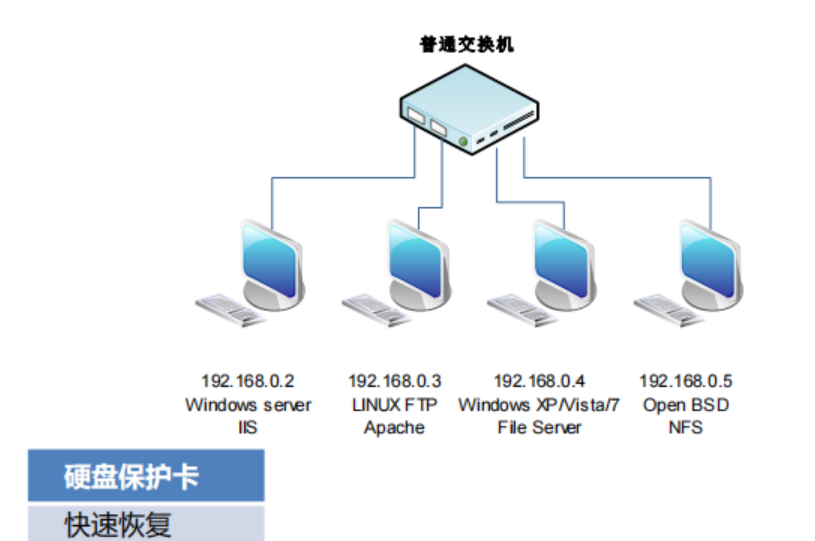 普通交换机
192.168.0.2 192.168.0.3 192.168.0.4 192.168.0.5
Windows server LINUX FTP Windows XP/Vista/7 Open BSD
IIS Apache File Server NFS
硬盘保护卡
快速恢复